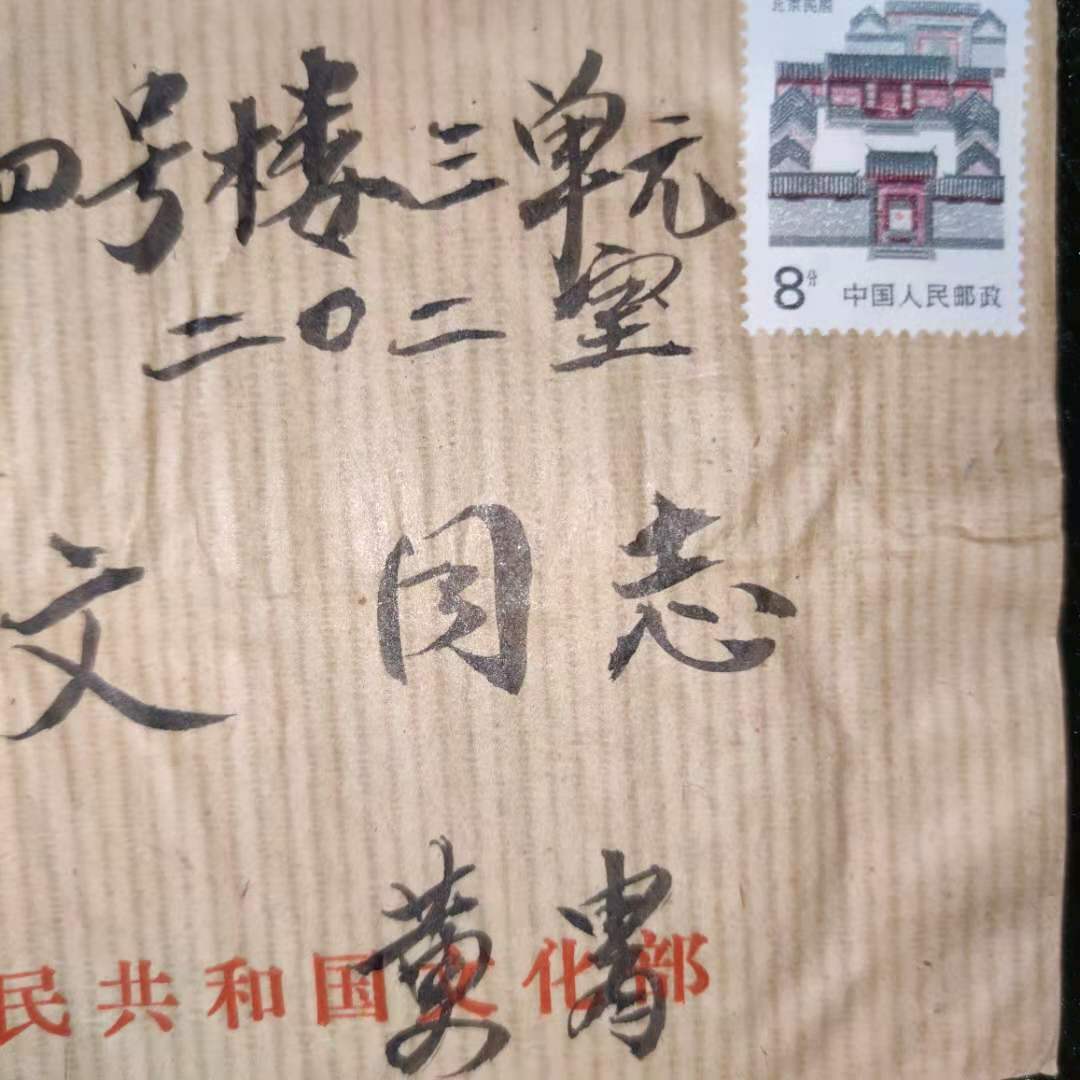 北京民居
8分 中国人民邮政
四号楼三单元
二〇二室
文 同志
黄胄
民共和国文化部